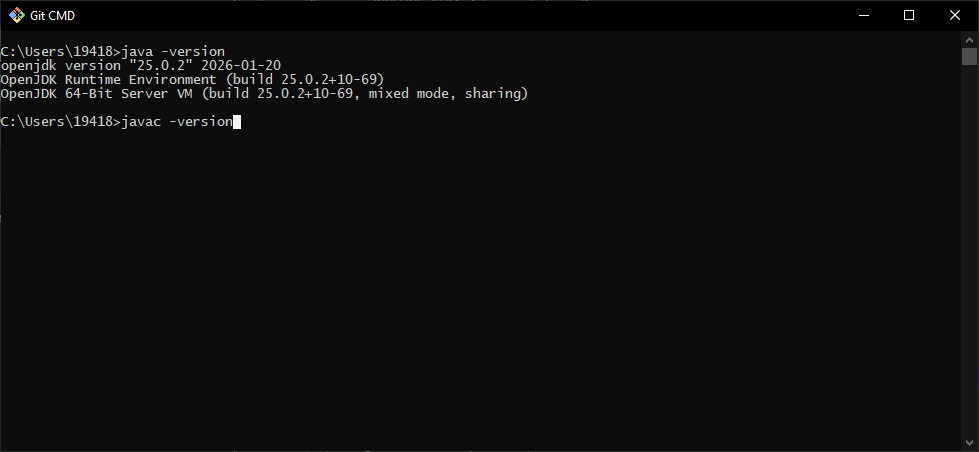 Git CMD
C:\Users\19418>java -version
openjdk version "25.0.2" 2026-01-20
OpenJDK Runtime Environment (build 25.0.2+10-69)
OpenJDK 64-Bit Server VM (build 25.0.2+10-69, mixed mode, sharing)
C:\Users\19418>javac -version